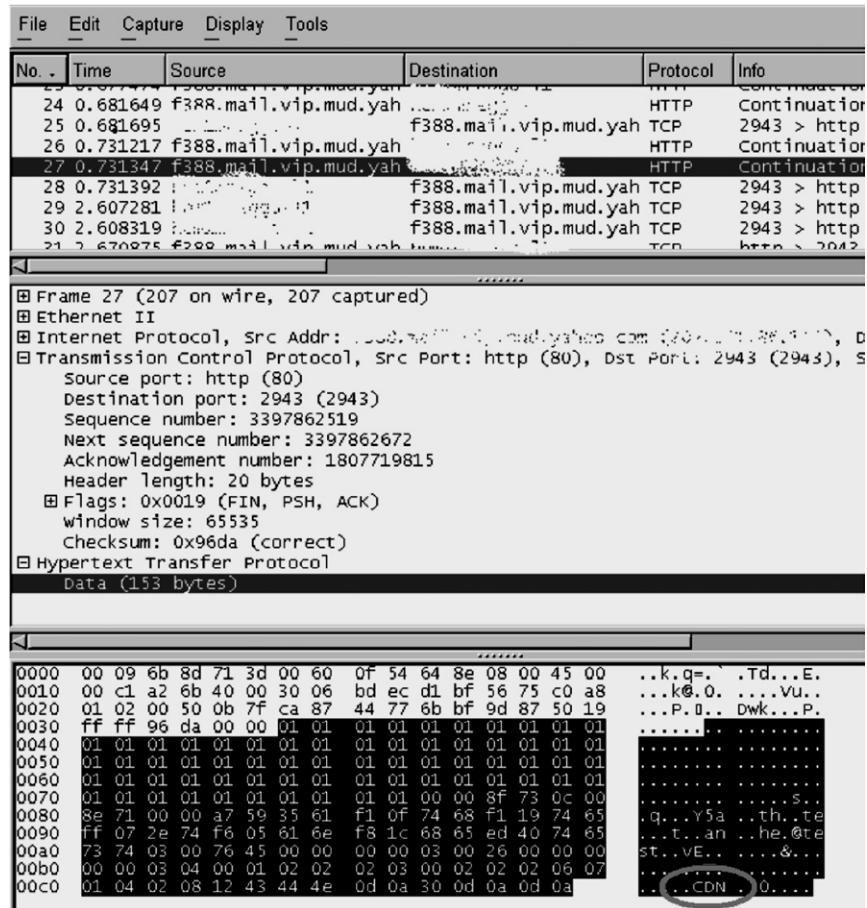 File Edit Capture Display Tools
No. . Time Source Destination Protocol Info
HTTP Continuation
24 0.681649 f388.mail.vip.mud.yah HTTP Continuation
25 0.681695 f388.mail.vip.mud.yah TCP 2943 > http
26 0.731217 f388.mail.vip.mud.yah HTTP Continuation
27 0.731347 f388.mail.vip.mud.yah HTTP Continuation
28 0.731392 f388.mail.vip.mud.yah TCP 2943 > http
29 2.607281 f388.mail.vip.mud.yah TCP 2943 > http
30 2.608319 f388.mail.vip.mud.yah TCP 2943 > http
31 2.670875 f388.mail.vip.mud.yah TCP http > 2943
Frame 27 (207 on wire, 207 captured)
Ethernet II
Internet Protocol, Src Addr: D
Transmission Control Protocol, Src Port: http (80), Dst Port: 2943 (2943), S
Source port: http (80)
Destination port: 2943 (2943)
Sequence number: 3397862519
Next sequence number: 3397862672
Acknowledgement number: 1807719815
Header length: 20 bytes
Flags: 0x0019 (FIN, PSH, ACK)
Window size: 65535
Checksum: 0x96da (correct)
Hypertext Transfer Protocol
Data (153 bytes)
0000 00 09 6b 8d 71 3d 00 60 0f 54 64 8e 08 00 45 00 ..k.q=.` .Td...E.
0010 00 c1 a2 6b 40 00 30 06 bd ec d1 bf 56 75 c0 a8 ...k@.0. ....Vu..
0020 01 02 00 50 0b 7f ca 87 44 77 6b bf 9d 87 50 19 ...P.▯.. Dwk...P.
0030 ff ff 96 da 00 00 01 01 01 01 01 01 01 01 01 01 ........ ........
0040 01 01 01 01 01 01 01 01 01 01 01 01 01 01 01 01 ........ ........
0050 01 01 01 01 01 01 01 01 01 01 01 01 01 01 01 01 ........ ........
0060 01 01 01 01 01 01 01 01 01 01 01 01 01 01 01 01 ........ ........
0070 01 01 01 01 01 01 01 01 01 01 00 00 8f 73 0c 00 ........ .....s..
0080 8e 71 00 00 a7 59 35 61 f1 0f 74 68 f1 19 74 65 .q...Y5a ..th..te
0090 ff 07 2e 74 f6 05 61 6e f8 1c 68 65 ed 40 74 65 ...t..an ..he.@te
00a0 73 74 03 00 76 45 00 00 00 00 03 00 26 00 00 00 st..vE.. ....&...
00b0 00 00 03 04 00 01 02 02 02 03 00 02 02 02 06 07 ........ ........
00c0 01 04 02 08 12 43 44 4e 0d 0a 30 0d 0a 0d 0a .....CDN ..0....